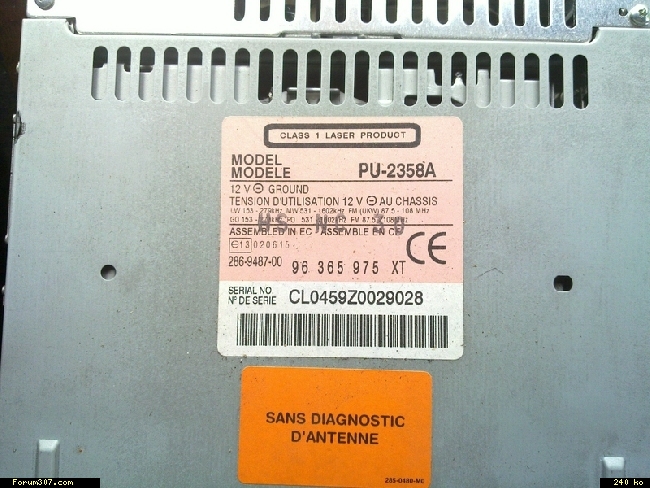 CLASS 1 LASER PRODUCT
MODEL
MODELE PU-2358A
12 V ⊖ GROUND
TENSION D'UTILISATION 12 V ⊖ AU CHASSIS
ASSEMBLED IN EC - ASSEMBLE EN CE
e13 020615
CE
286-9487-00 96 365 975 XT
SERIAL NO.
Nº DE SERIE CL0459Z0029028
SANS DIAGNOSTIC
D'ANTENNE
Forum307.com
240 ko